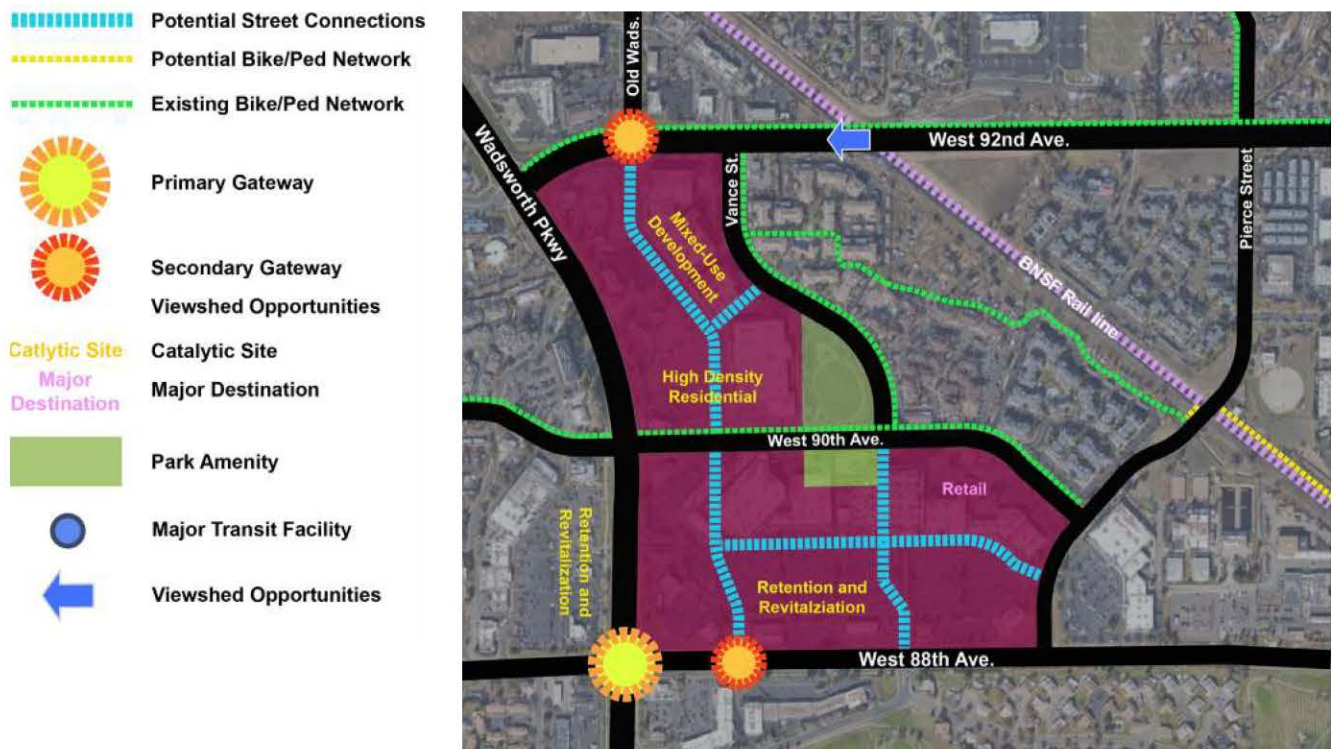 Potential Street Connections
Potential Bike/Ped Network
Existing Bike/Ped Network
Primary Gateway
Secondary Gateway
Viewshed Opportunities
Catlytic Site
Catalytic Site
Major
Destination
Major Destination
Park Amenity
Major Transit Facility
Viewshed Opportunities
Old Wads.
West 92nd Ave.
Wadsworth Pkwy
Vance St.
Pierce Street
Mixed-Use
Development
BNSF Rail line
High Density
Residential
West 90th Ave.
Retail
Retention and
Revitalization
Retention and
Revitalziation
West 88th Ave.